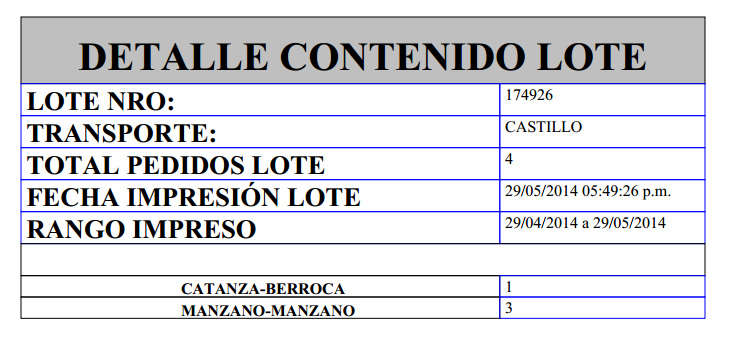 DETALLE CONTENIDO LOTE
LOTE NRO: 174926
TRANSPORTE: CASTILLO
TOTAL PEDIDOS LOTE 4
FECHA IMPRESIÓN LOTE 29/05/2014 05:49:26 p.m.
RANGO IMPRESO 29/04/2014 a 29/05/2014
CATANZA-BERROCA 1
MANZANO-MANZANO 3